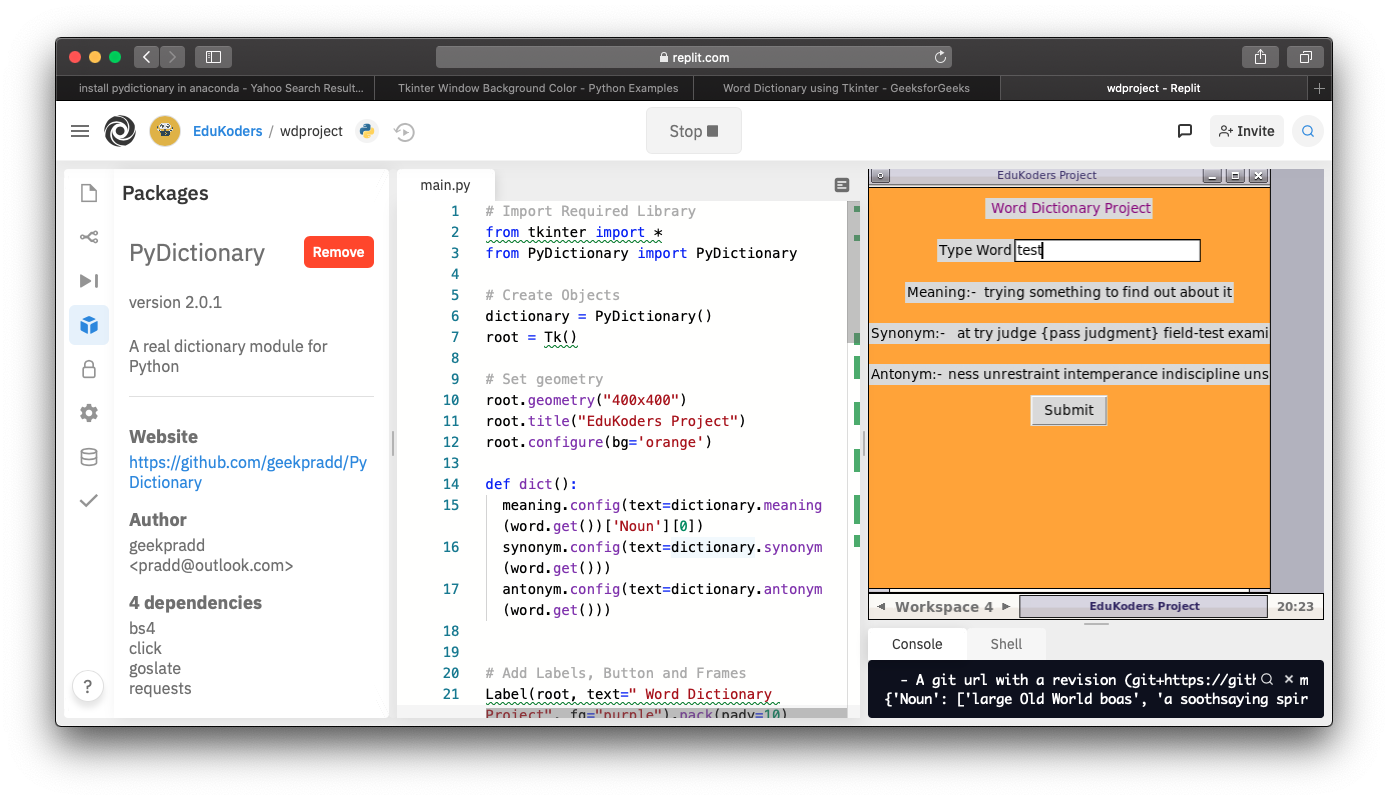 replit.com
install pydictionary in anaconda - Yahoo Search Result...
Tkinter Window Background Color - Python Examples
Word Dictionary using Tkinter - GeeksforGeeks
wdproject - Replit
EduKoders / wdproject
Stop
Invite
Packages
PyDictionary
Remove
version 2.0.1
A real dictionary module for
Python
Website
https://github.com/geekpradd/Py
Dictionary
Author
geekpradd
<pradd@outlook.com>
4 dependencies
bs4
click
goslate
requests
?
main.py
1 # Import Required Library
2 from tkinter import *
3 from PyDictionary import PyDictionary
4
5 # Create Objects
6 dictionary = PyDictionary()
7 root = Tk()
8
9 # Set geometry
10 root.geometry("400x400")
11 root.title("EduKoders Project")
12 root.configure(bg='orange')
13
14 def dict():
15 meaning.config(text=dictionary.meaning
(word.get())['Noun'][0])
16 synonym.config(text=dictionary.synonym
(word.get()))
17 antonym.config(text=dictionary.antonym
(word.get()))
18
19
20 # Add Labels, Button and Frames
21 Label(root, text=" Word Dictionary
Project", fg="purple").pack(pady=10)
EduKoders Project
Word Dictionary Project
Type Word test
Meaning:- trying something to find out about it
Synonym:- at try judge {pass judgment} field-test exami
Antonym:- ness unrestraint intemperance indiscipline uns
Submit
Workspace 4
EduKoders Project
20:23
Console
Shell
- A git url with a revision (git+https://gith m
{'Noun': ['large Old World boas', 'a soothsaying spir